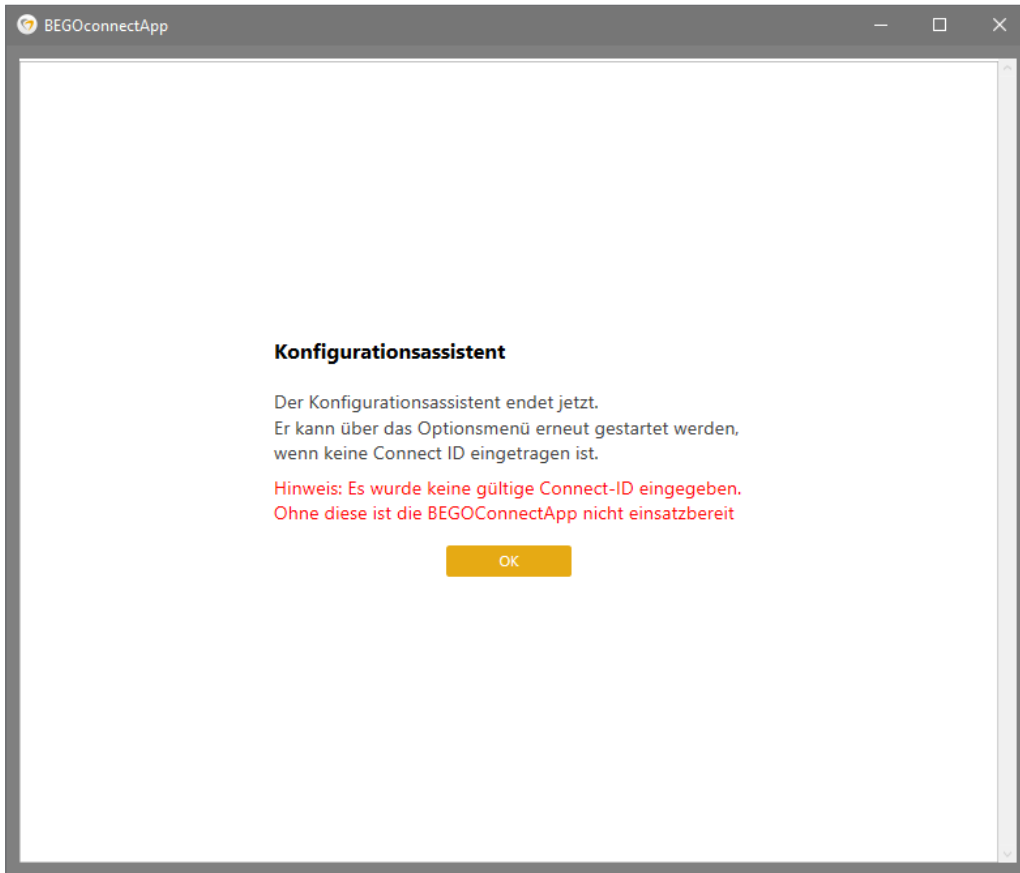 BEGOconnectApp
Konfigurationsassistent
Der Konfigurationsassistent endet jetzt.
Er kann über das Optionsmenü erneut gestartet werden,
wenn keine Connect ID eingetragen ist.
Hinweis: Es wurde keine gültige Connect-ID eingegeben.
Ohne diese ist die BEGOConnectApp nicht einsatzbereit
OK